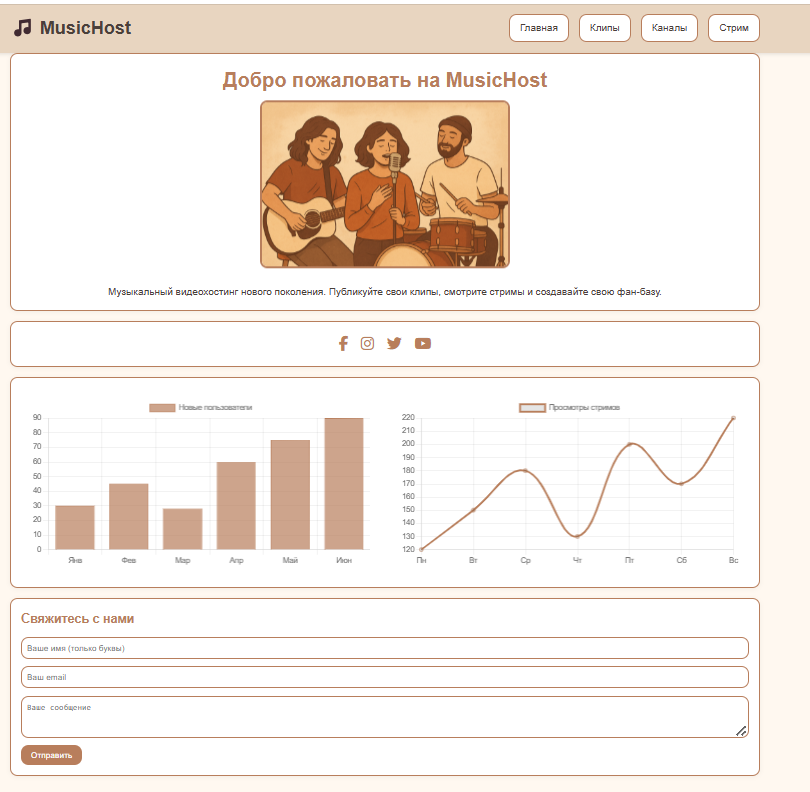 MusicHost
Главная Клипы Каналы Стрим
Добро пожаловать на MusicHost
Музыкальный видеохостинг нового поколения. Публикуйте свои клипы, смотрите стримы и создавайте свою фан-базу.
Новые пользователи
90
80
70
60
50
40
30
20
10
0
Янв Фев Мар Апр Май Июн
Просмотры стримов
220
210
200
190
180
170
160
150
140
130
120
Пн Вт Ср Чт Пт Сб Вс
Свяжитесь с нами
Ваше имя (только буквы)
Ваш email
Ваше сообщение
Отправить